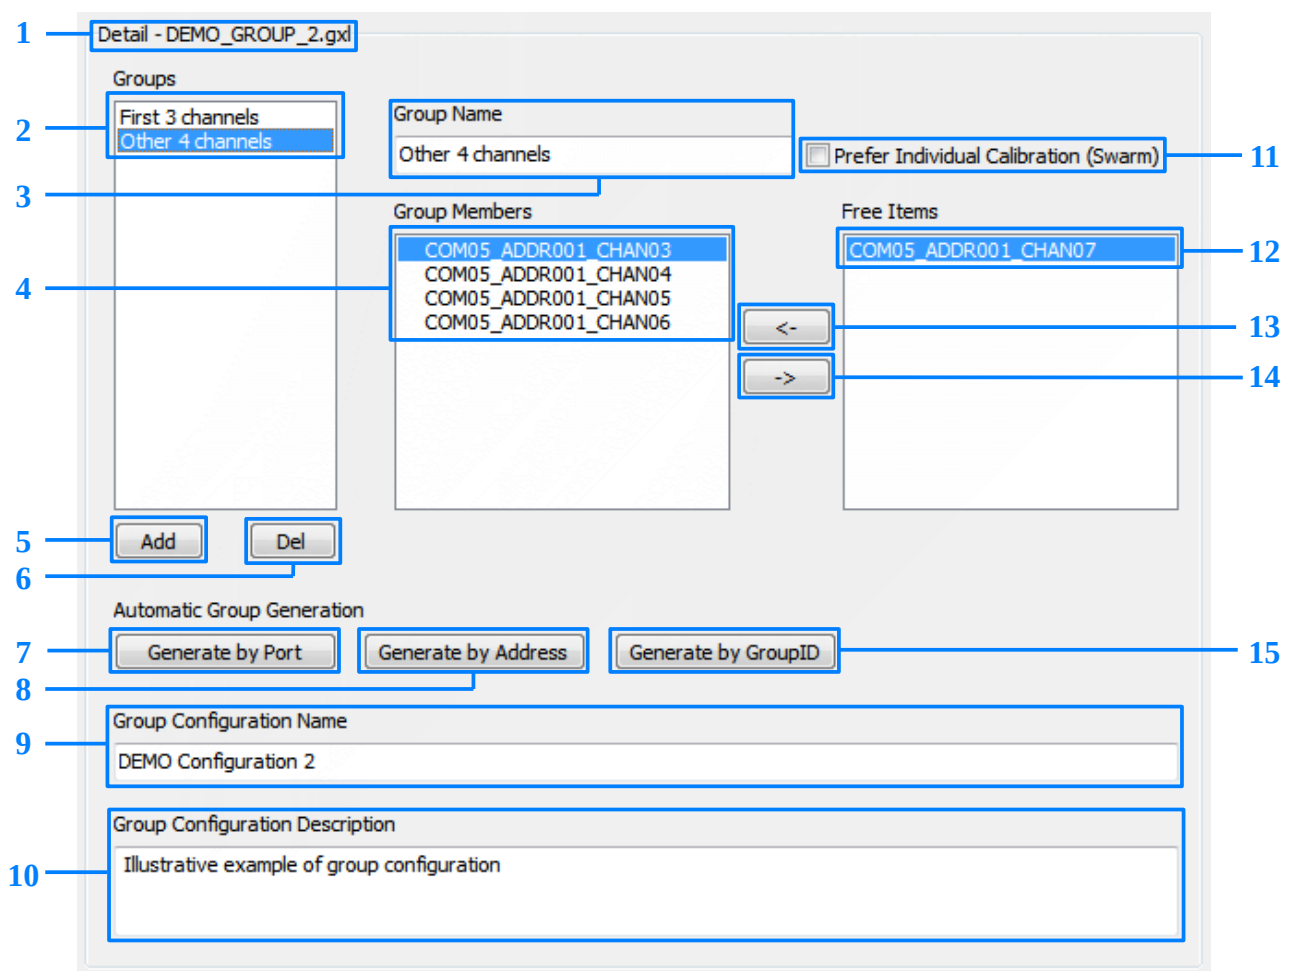 1
Detail - DEMO_GROUP_2.gxl
Groups
2
First 3 channels
Other 4 channels
Group Name
Other 4 channels
3
Prefer Individual Calibration (Swarm)
11
Group Members
4
COM05_ADDR001_CHAN03
COM05_ADDR001_CHAN04
COM05_ADDR001_CHAN05
COM05_ADDR001_CHAN06
Free Items
COM05_ADDR001_CHAN07
12
<-
13
->
14
5
Add
Del
6
Automatic Group Generation
7
Generate by Port
Generate by Address
8
Generate by GroupID
15
Group Configuration Name
9
DEMO Configuration 2
Group Configuration Description
10
Illustrative example of group configuration